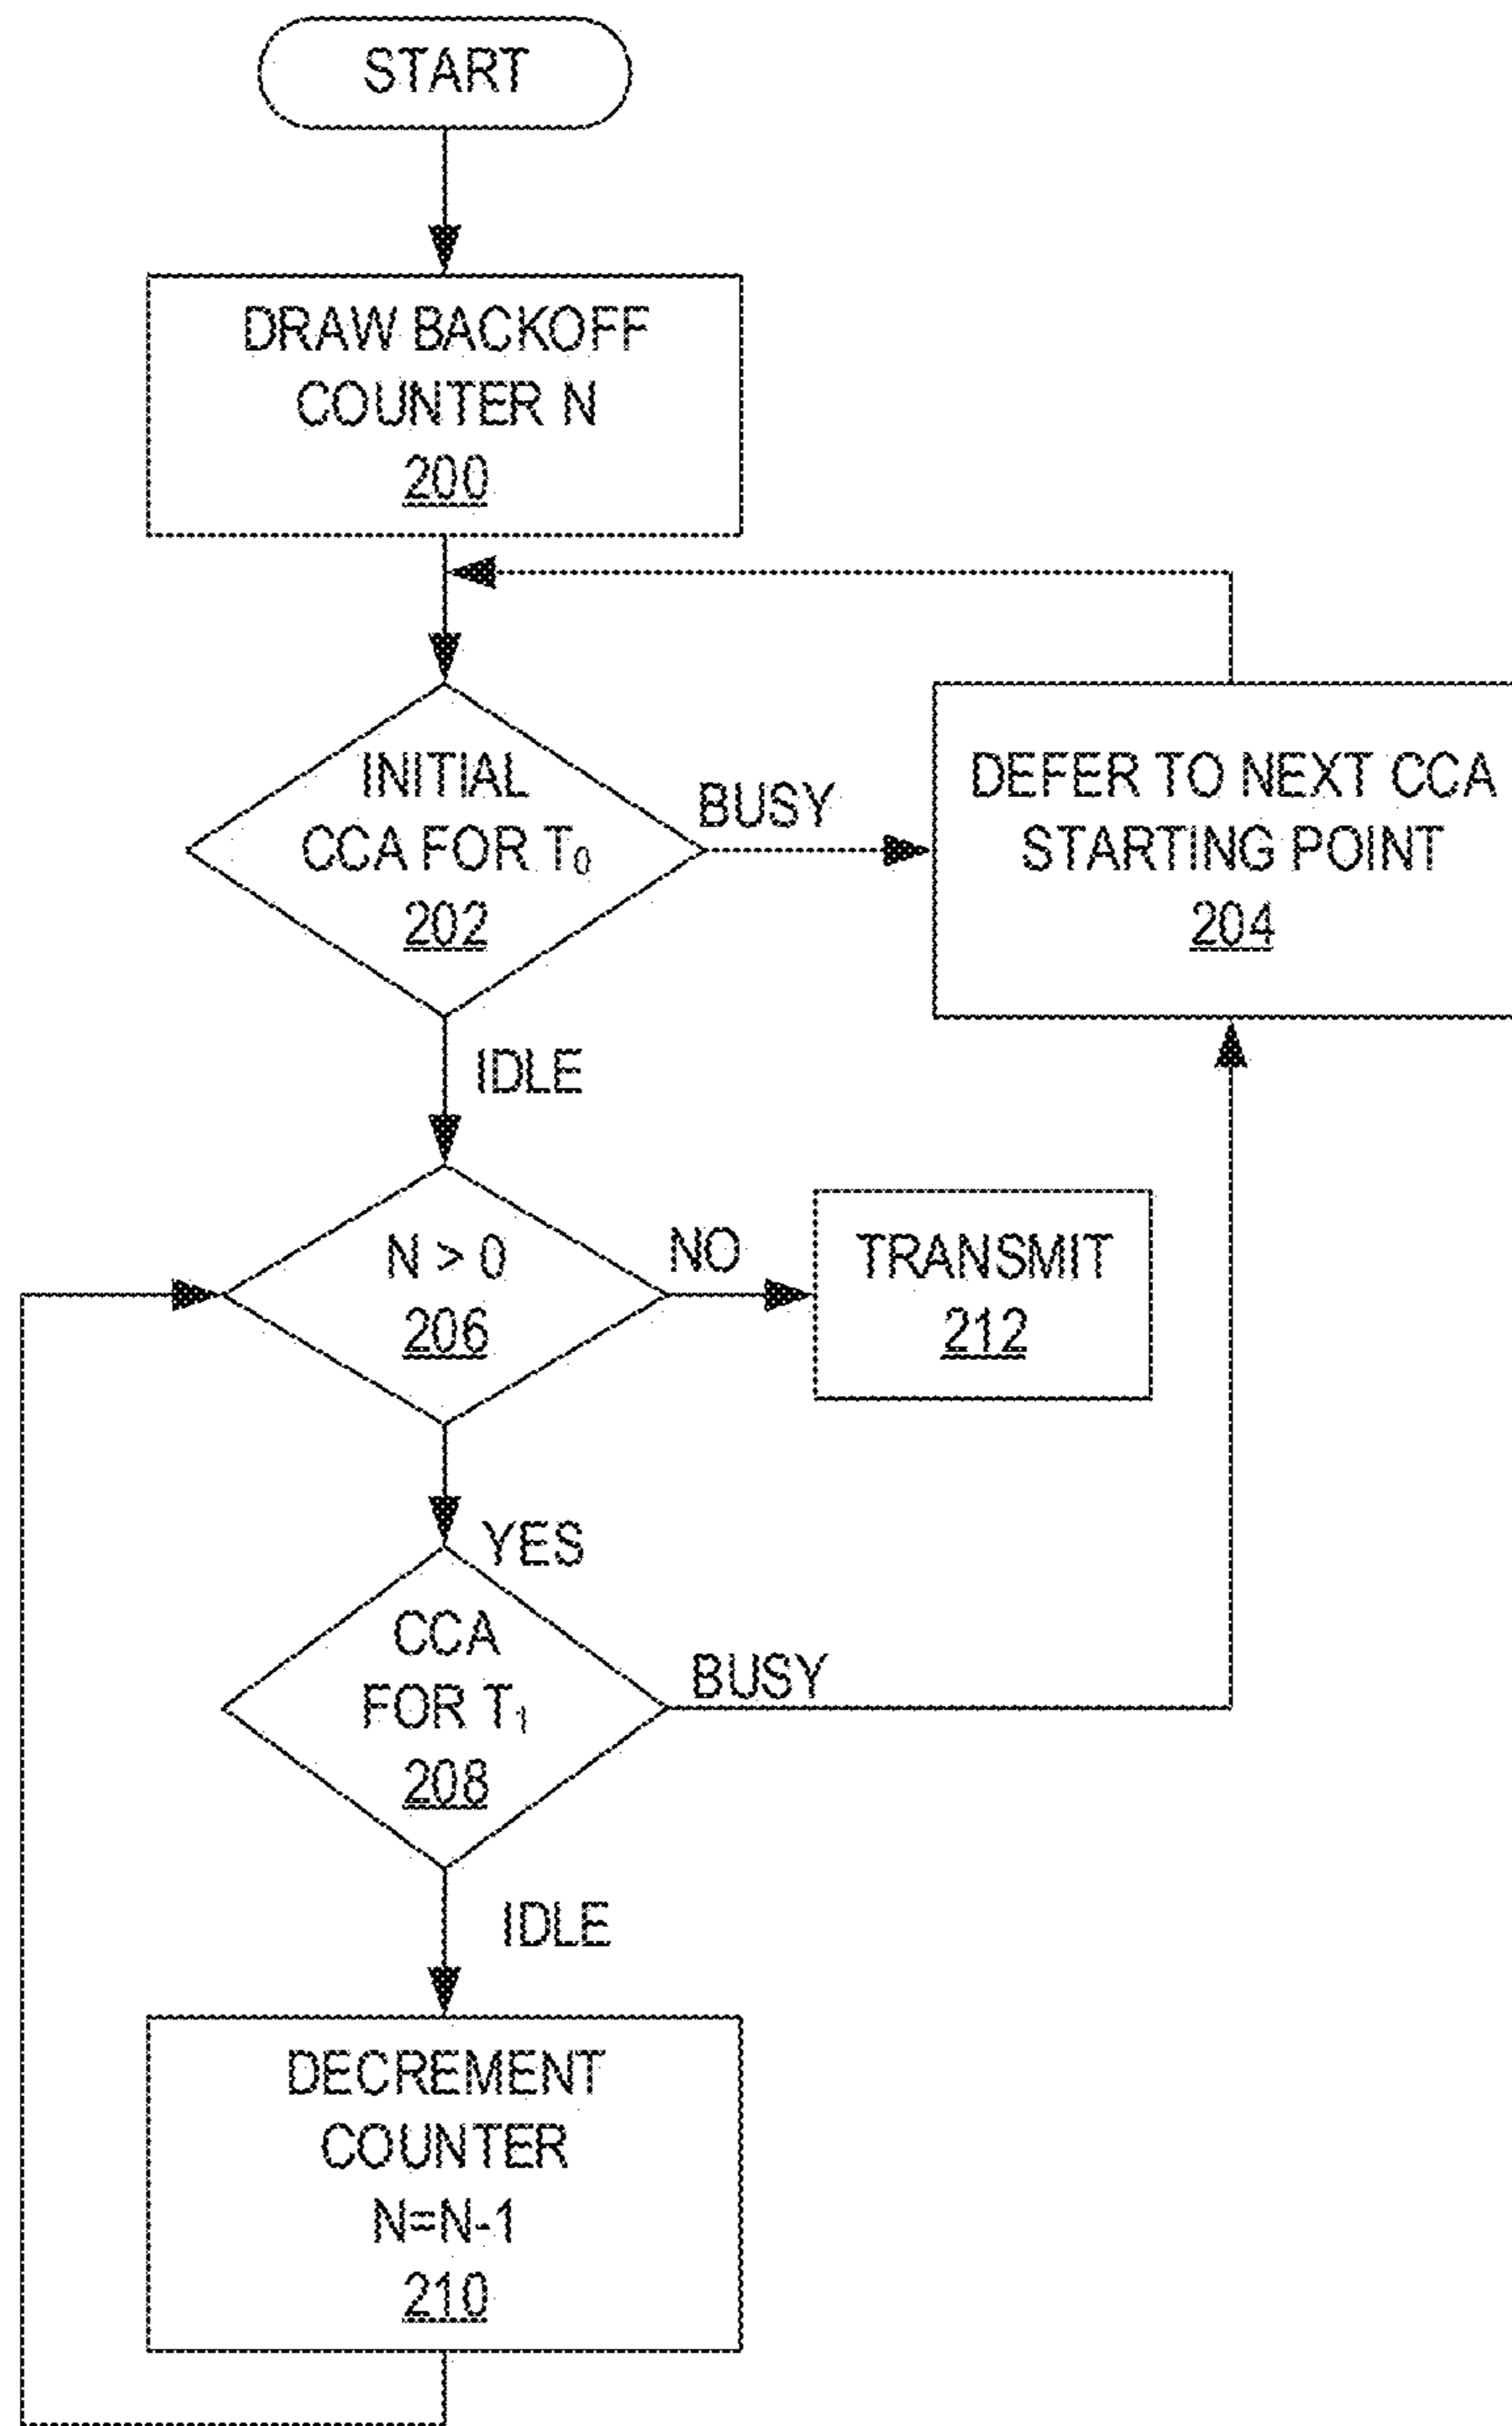 START
DRAW BACKOFF
COUNTER N
200
INITIAL
CCA FOR T₀
202
BUSY
DEFER TO NEXT CCA
STARTING POINT
204
IDLE
N > 0
206
NO
TRANSMIT
212
YES
CCA
FOR T₁
208
BUSY
IDLE
DECREMENT
COUNTER
N=N-1
210